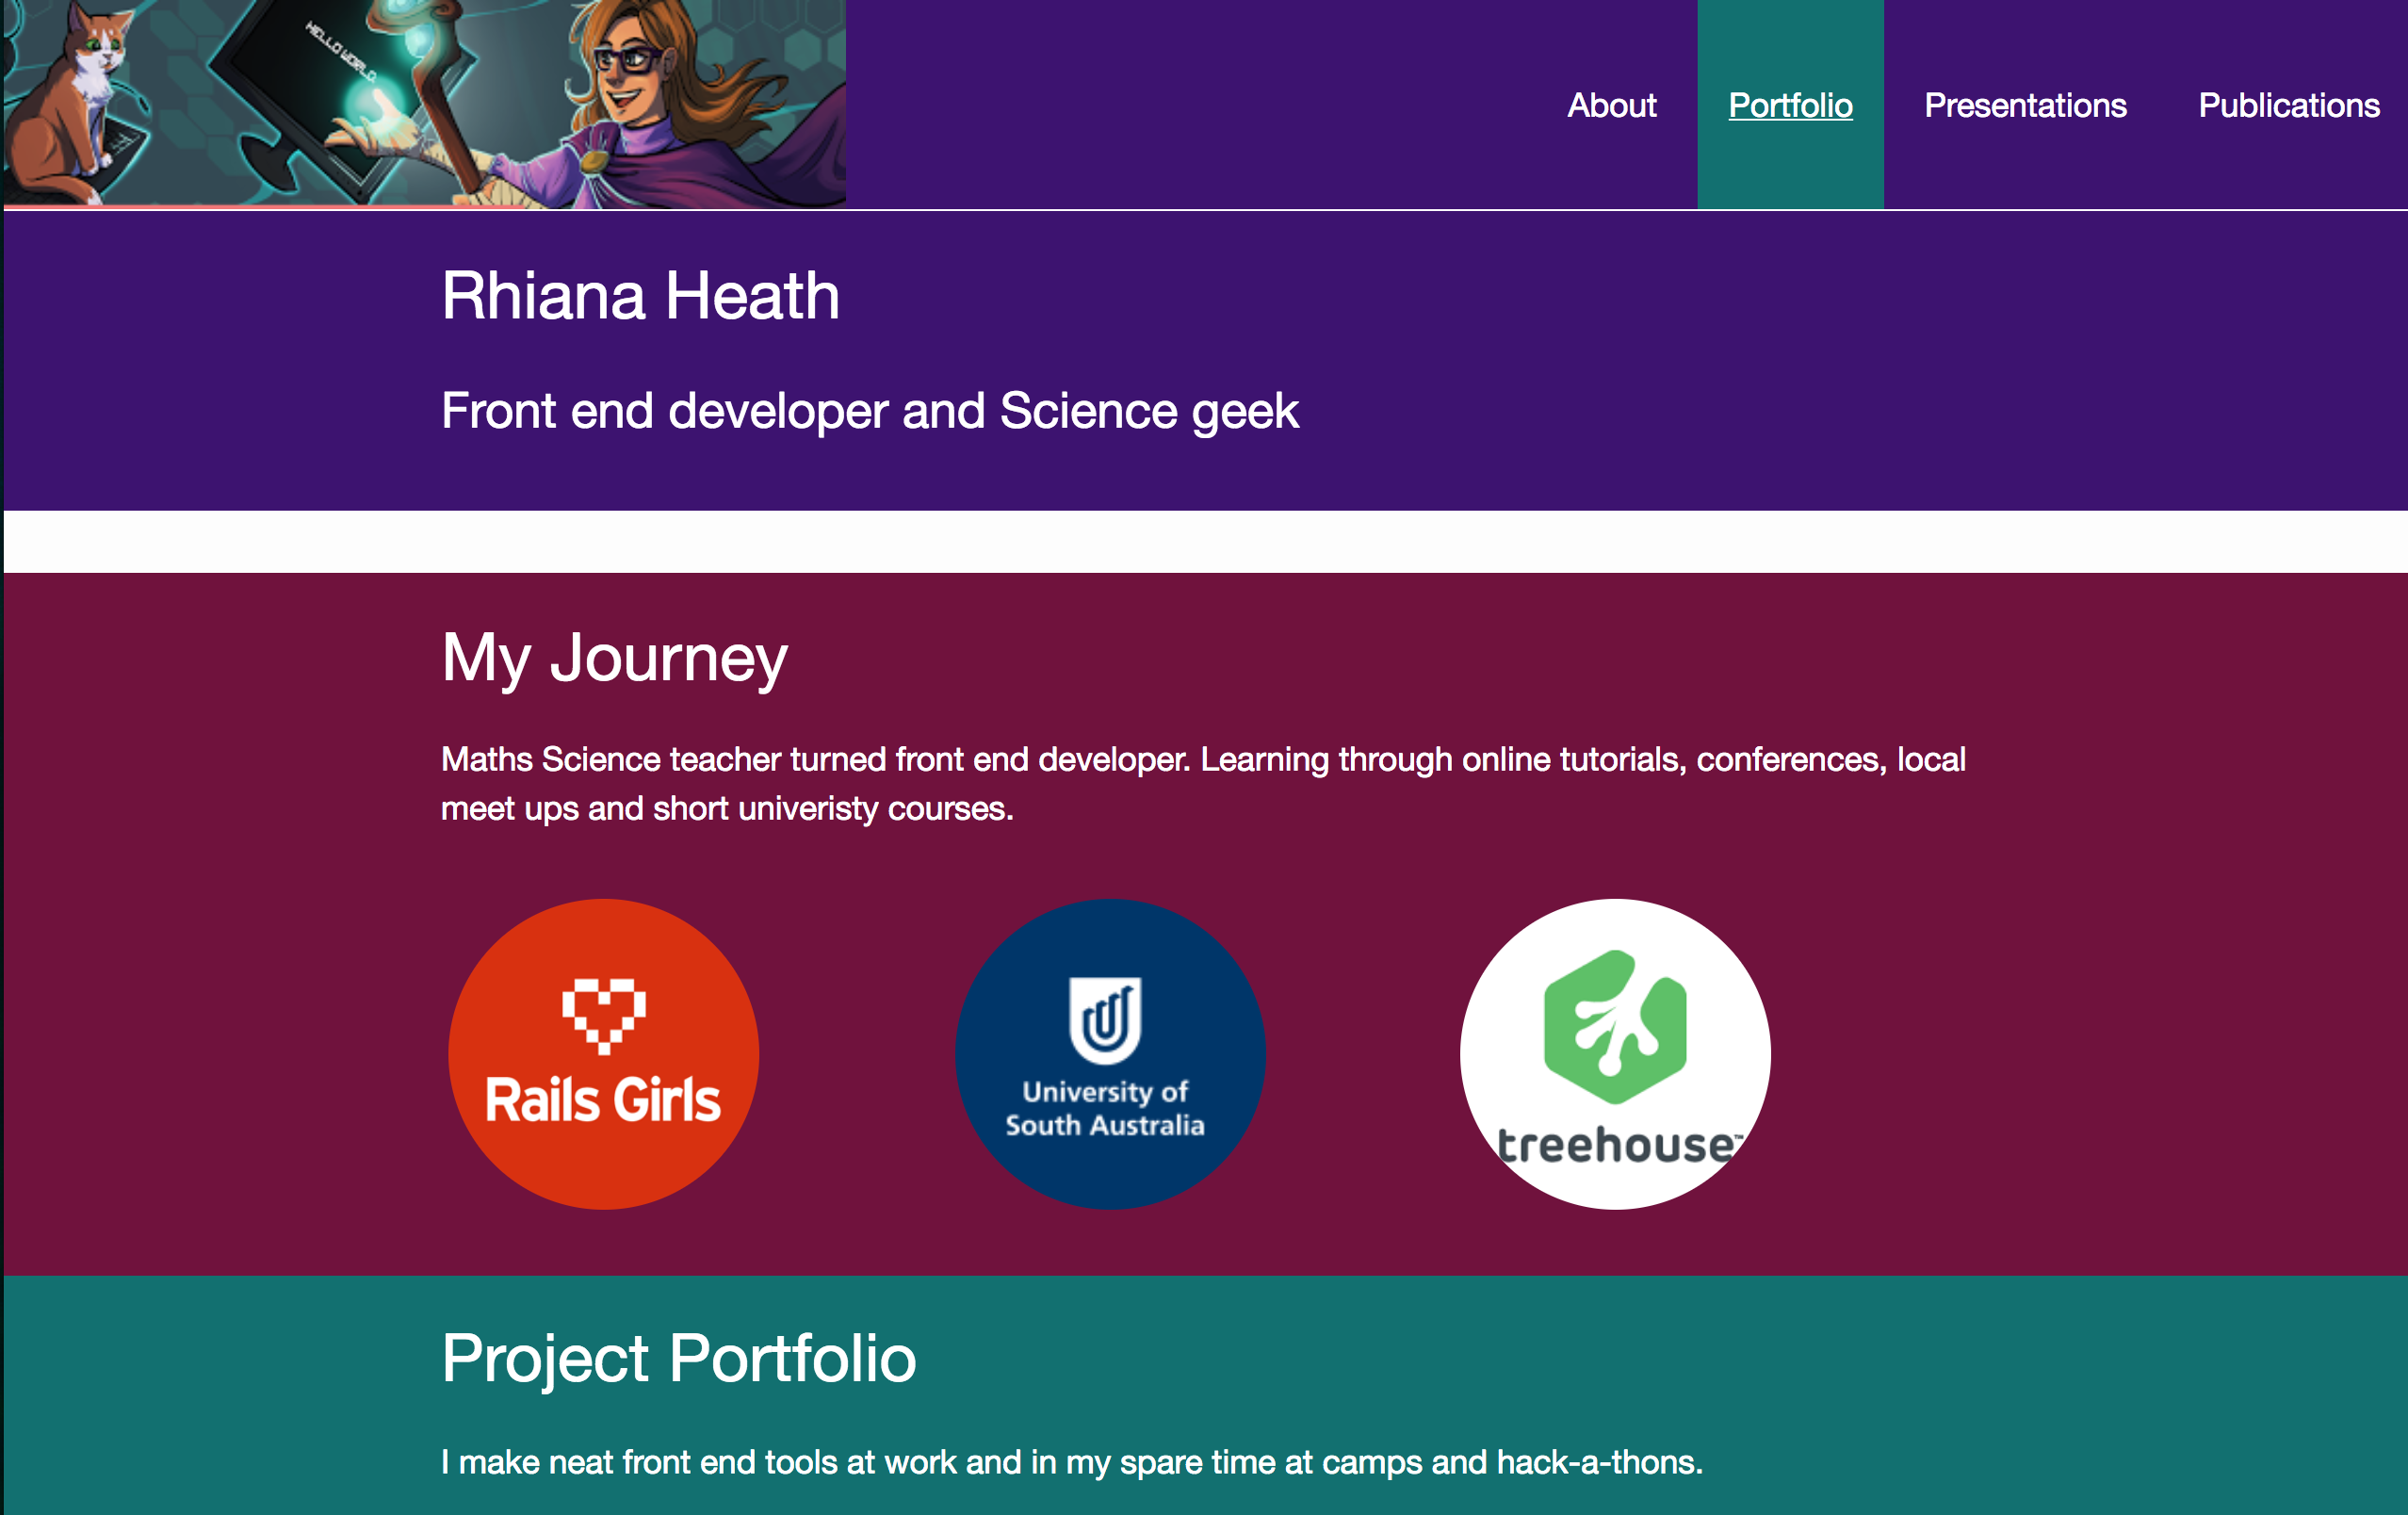 HELLO WORLD.
About Portfolio Presentations Publications
Rhiana Heath
Front end developer and Science geek
My Journey
Maths Science teacher turned front end developer. Learning through online tutorials, conferences, local
meet ups and short univeristy courses.
Rails Girls
University of
South Australia
treehouse™
Project Portfolio
I make neat front end tools at work and in my spare time at camps and hack-a-thons.